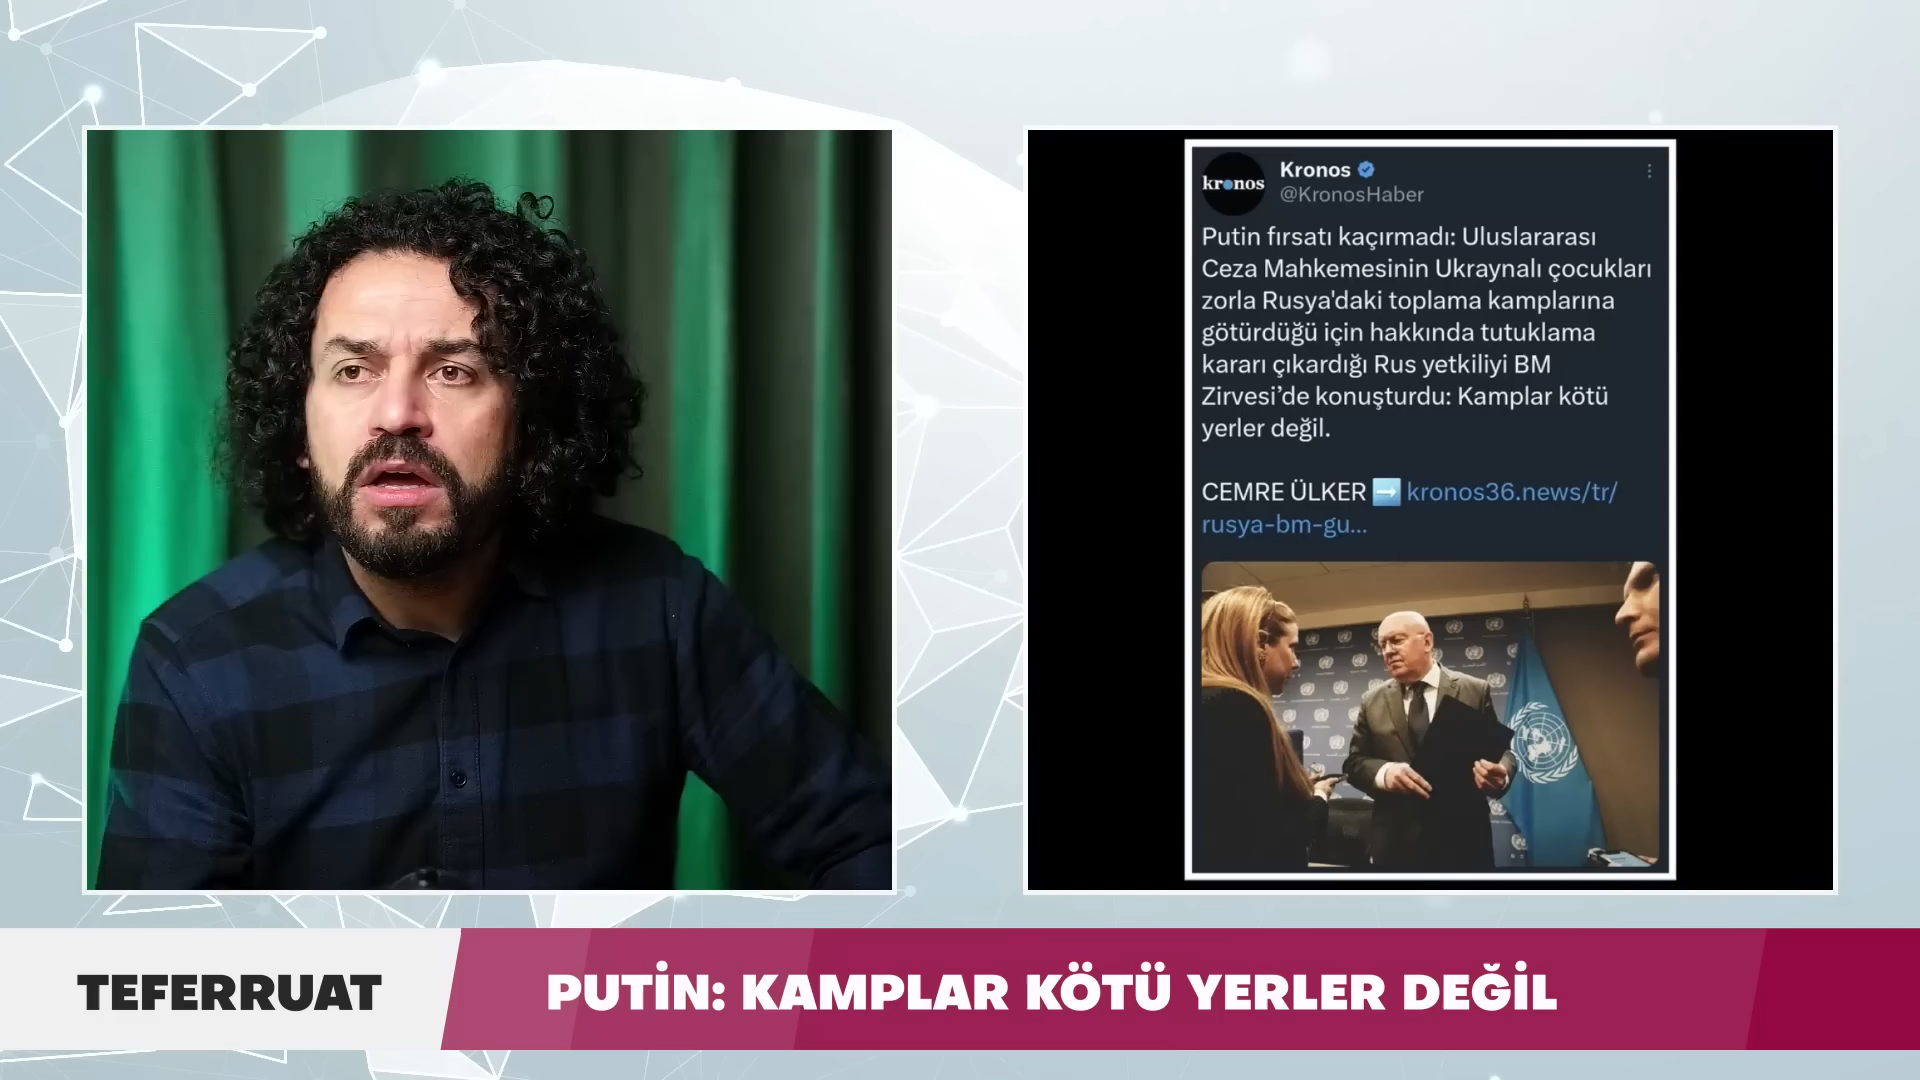 kronos
Kronos
@KronosHaber
Putin fırsatı kaçırmadı: Uluslararası
Ceza Mahkemesinin Ukraynalı çocukları
zorla Rusya'daki toplama kamplarına
götürdüğü için hakkında tutuklama
kararı çıkardığı Rus yetkiliyi BM
Zirvesi’de konuşturdu: Kamplar kötü
yerler değil.
CEMRE ÜLKER ➡ kronos36.news/tr/
rusya-bm-gu...
TEFERRUAT
PUTİN: KAMPLAR KÖTÜ YERLER DEĞİL